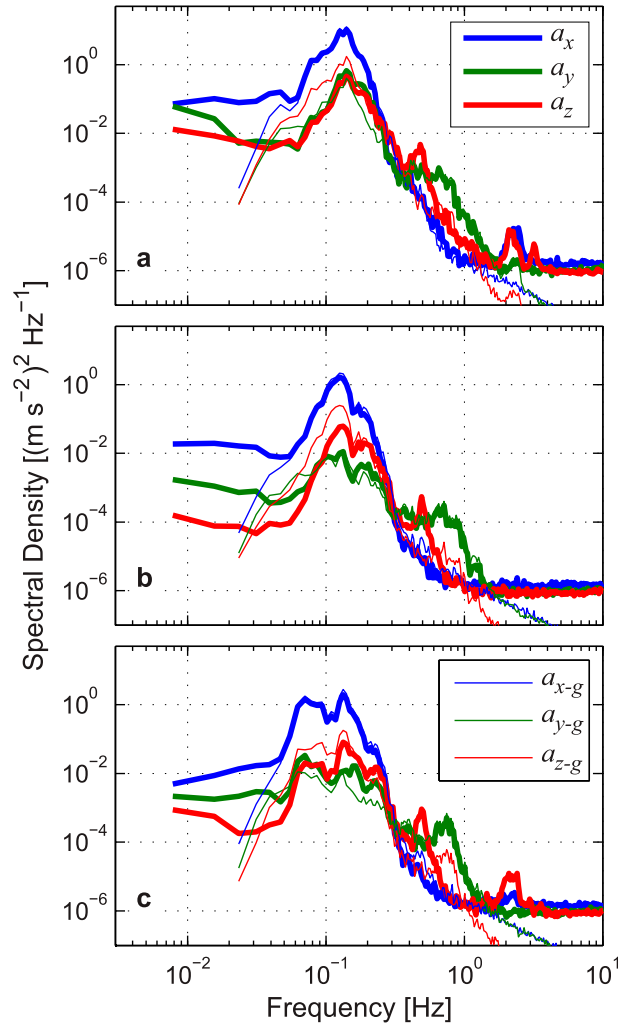 a_x
a_y
a_z
10^0
10^−2
10^−4
10^−6
a
Spectral Density [(m s^−2)^2 Hz^−1]
10^0
10^−2
10^−4
10^−6
b
a_x-g
a_y-g
a_z-g
10^0
10^−2
10^−4
10^−6
c
10^−2
10^−1
10^0
10^1
Frequency [Hz]